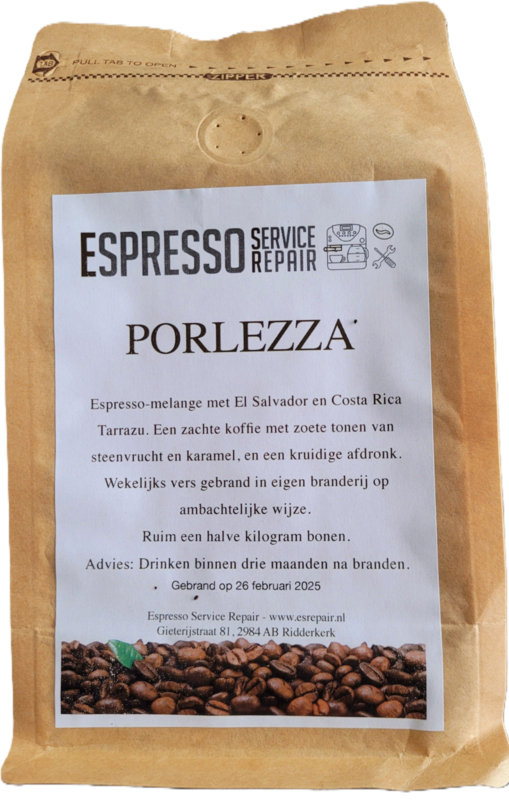 TAB
PULL TAB TO OPEN
ZIPPER
ESPRESSO SERVICE REPAIR
PORLEZZA
Espresso-melange met El Salvador en Costa Rica
Tarrazu. Een zachte koffie met zoete tonen van
steenvrucht en karamel, en een kruidige afdronk.
Wekelijks vers gebrand in eigen branderij op
ambachtelijke wijze.
Ruim een halve kilogram bonen.
Advies: Drinken binnen drie maanden na branden.
Gebrand op 26 februari 2025
Espresso Service Repair - www.esrepair.nl
Gieterijstraat 81, 2984 AB Ridderkerk